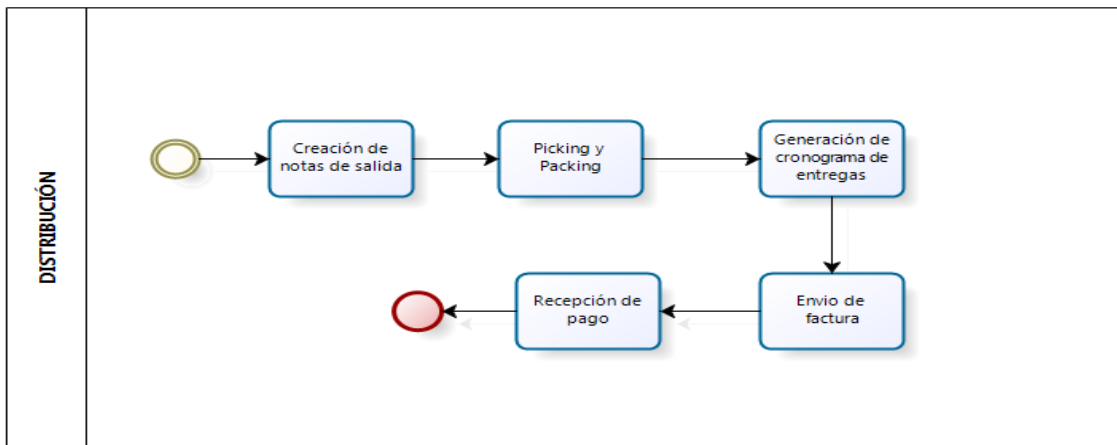 DISTRIBUCIÓN
Creación de
notas de salida
Picking y
Packing
Generación de
cronograma de
entregas
Envio de
factura
Recepción de
pago